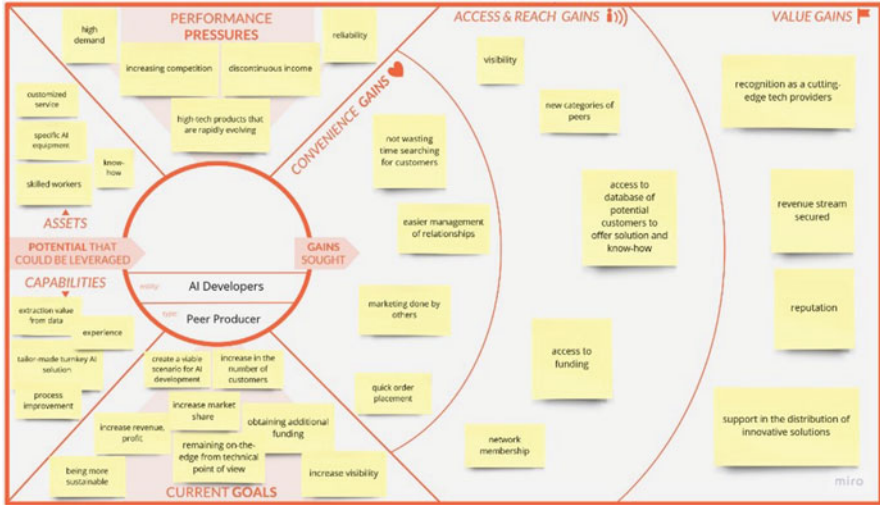 PERFORMANCE
PRESSURES
high
demand
increasing competition
discontinuous income
reliability
high-tech products that
are rapidly evolving
customized
service
specific AI
equipment
know-
how
skilled workers
ASSETS
POTENTIAL THAT
COULD BE LEVERAGED
CAPABILITIES
extraction value
from data
experience
tailor-made turnkey AI
solution
process
improvement
entity:
AI Developers
type:
Peer Producer
GAINS
SOUGHT
create a viable
scenario for AI
development
increase in the
number of
customers
increase market
share
increase revenue,
profit
obtaining additional
funding
remaining on-the-
edge from technical
point of view
being more
sustainable
increase visibility
CURRENT GOALS
CONVENIENCE GAINS
not wasting
time searching
for customers
easier management
of relationships
marketing done by
others
quick order
placement
ACCESS & REACH GAINS
visibility
new categories of
peers
access to
database of
potential
customers to
offer solution and
know-how
access to
funding
network
membership
VALUE GAINS
recognition as a cutting-
edge tech providers
revenue stream
secured
reputation
support in the distribution of
innovative solutions
miro